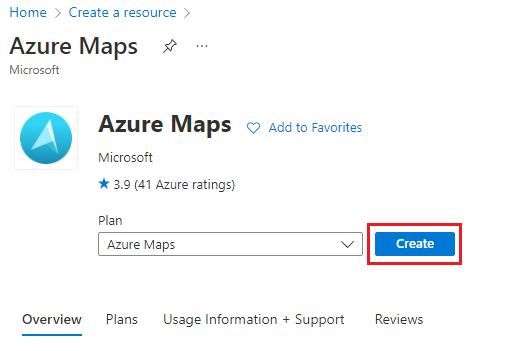 Home > Create a resource >
Azure Maps ...
Microsoft
Azure Maps Add to Favorites
Microsoft
★ 3.9 (41 Azure ratings)
Plan
Azure Maps Create
Overview Plans Usage Information + Support Reviews